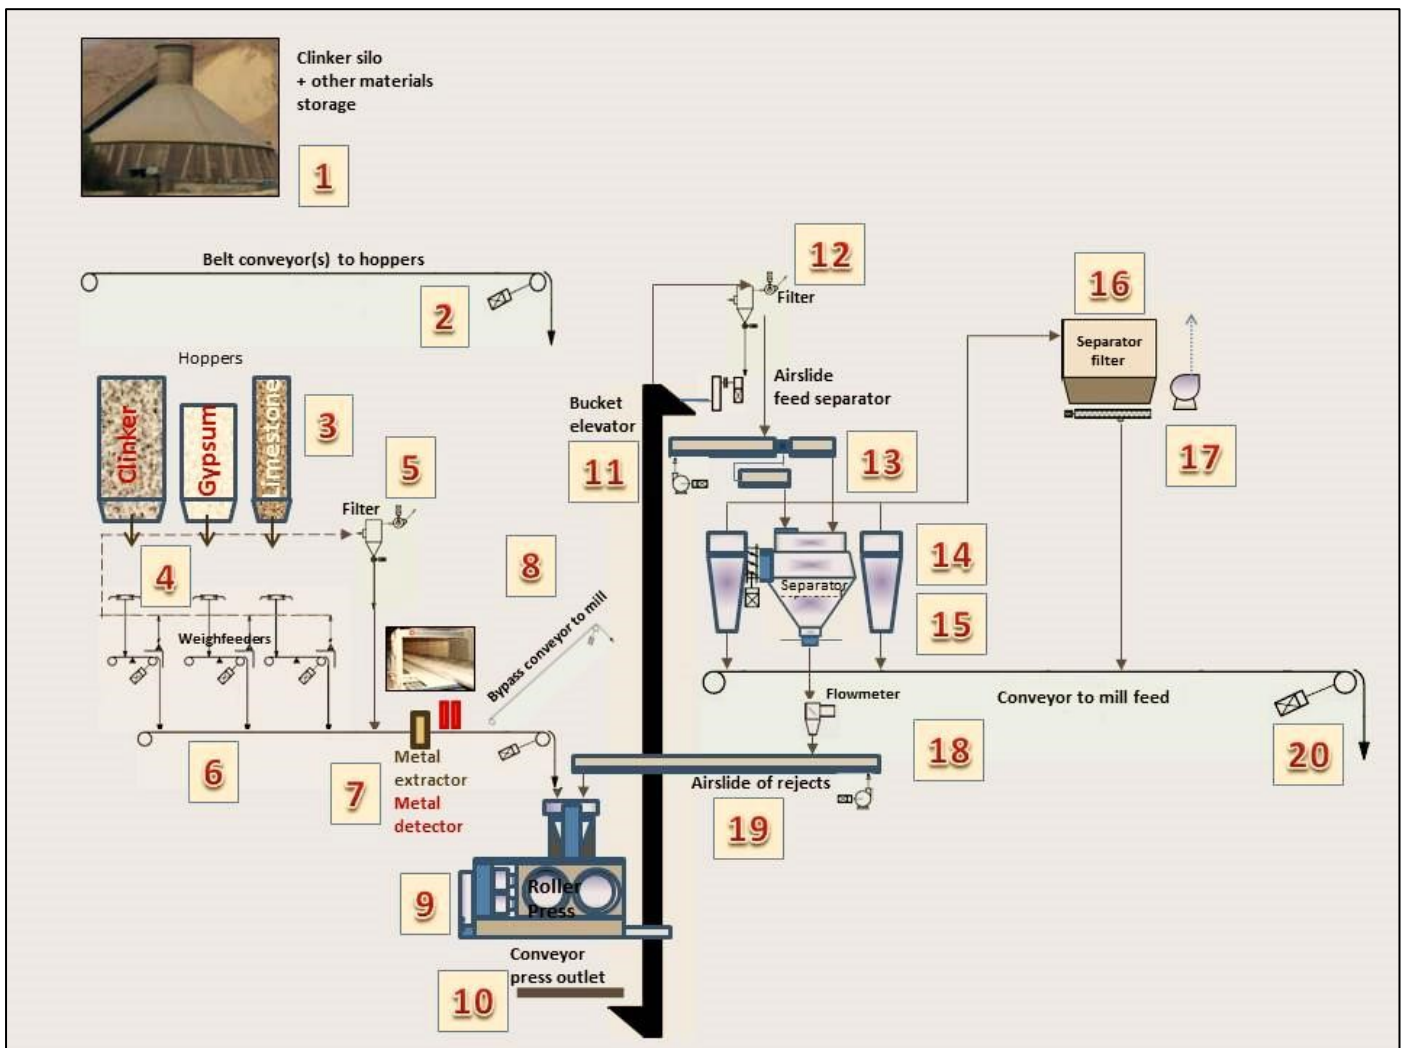 Clinker silo
+ other materials
storage
1
Belt conveyor(s) to hoppers
2
Hoppers
Clinker
Gypsum
Limestone
3
4
Weighfeeders
5
Filter
6
7
Metal
extractor
Metal
detector
8
Bypass conveyor to mill
9
Roller
Press
Conveyor
press outlet
10
Bucket
elevator
11
12
Filter
Airslide
feed separator
13
14
Separator
15
16
Separator
filter
17
Conveyor to mill feed
Flowmeter
18
Airslide of rejects
19
20